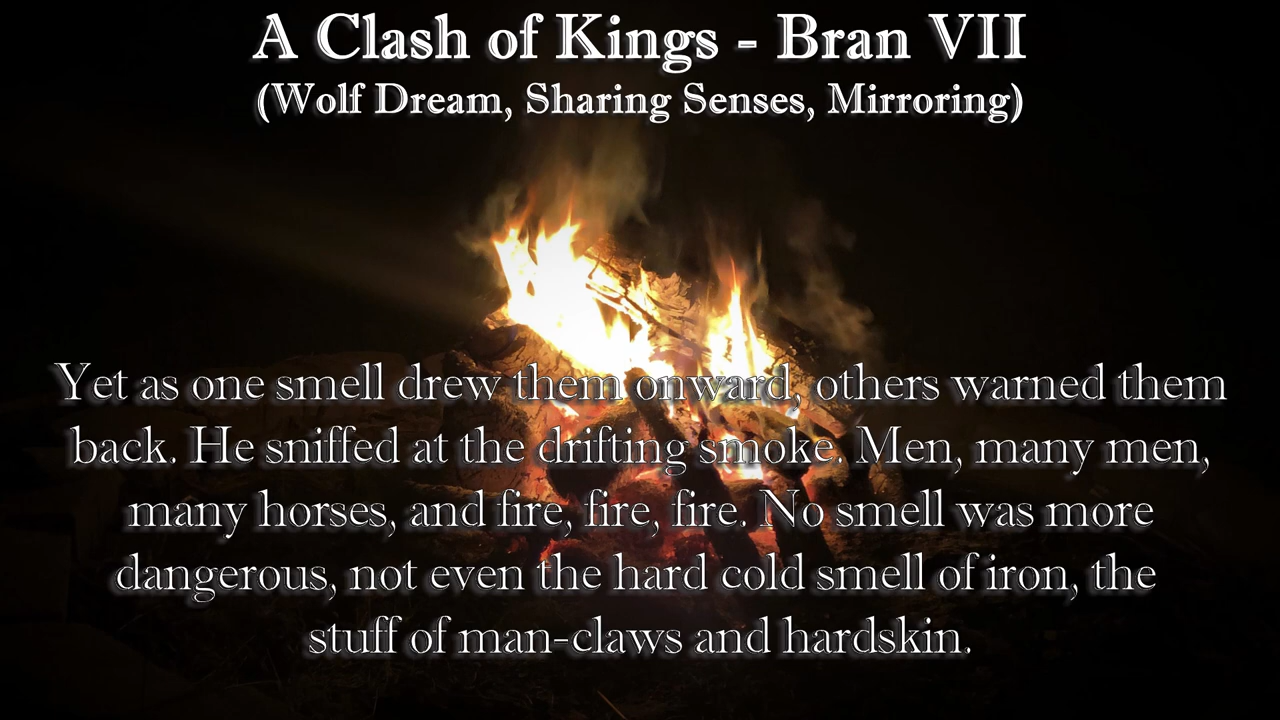 A Clash of Kings - Bran VII
(Wolf Dream, Sharing Senses, Mirroring)
Yet as one smell drew them onward, others warned them
back. He sniffed at the drifting smoke. Men, many men,
many horses, and fire, fire, fire. No smell was more
dangerous, not even the hard cold smell of iron, the
stuff of man-claws and hardskin.